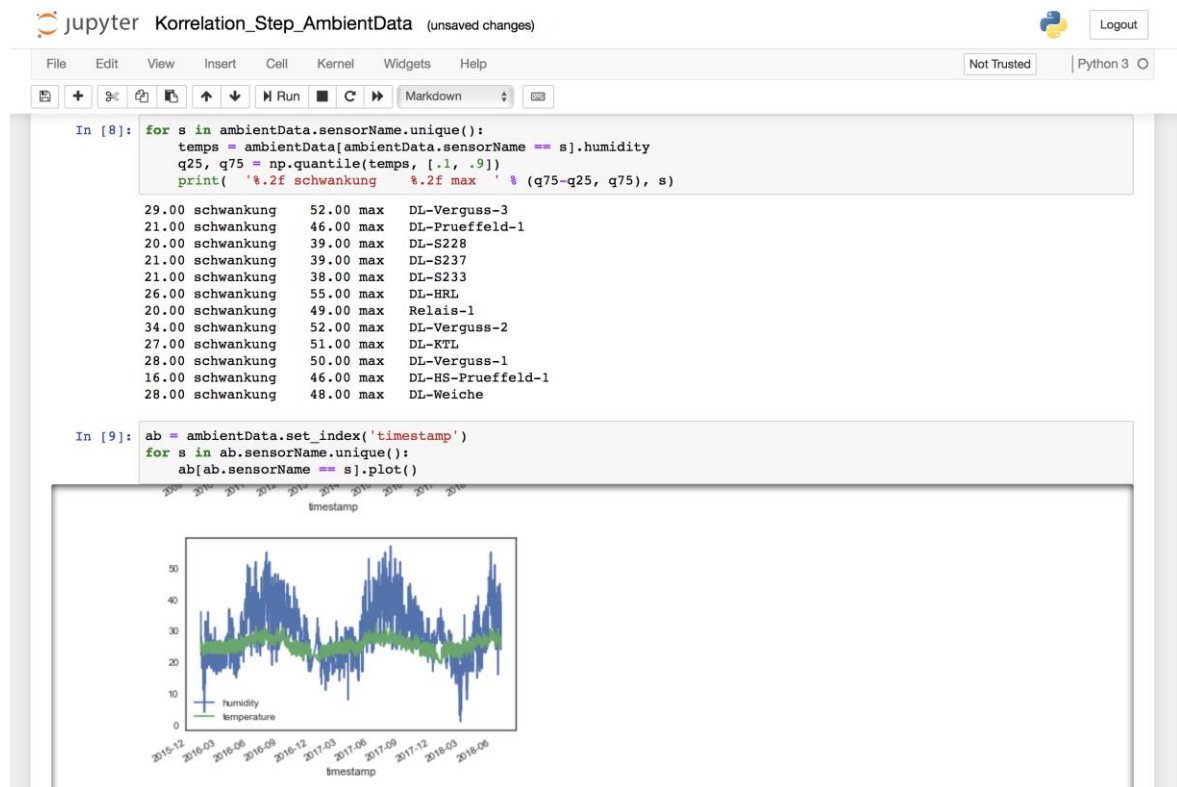 jupyter Korrelation_Step_AmbientData (unsaved changes)
Logout
File Edit View Insert Cell Kernel Widgets Help
Not Trusted
Python 3
Run
Markdown
In [8]: for s in ambientData.sensorName.unique():
temps = ambientData[ambientData.sensorName == s].humidity
q25, q75 = np.quantile(temps, [.1, .9])
print( '%.2f schwankung %.2f max ' % (q75-q25, q75), s)
29.00 schwankung 52.00 max DL-Verguss-3
21.00 schwankung 46.00 max DL-Prueffeld-1
20.00 schwankung 39.00 max DL-S228
21.00 schwankung 39.00 max DL-S237
21.00 schwankung 38.00 max DL-S233
26.00 schwankung 55.00 max DL-HRL
20.00 schwankung 49.00 max Relais-1
34.00 schwankung 52.00 max DL-Verguss-2
27.00 schwankung 51.00 max DL-KTL
28.00 schwankung 50.00 max DL-Verguss-1
16.00 schwankung 46.00 max DL-HS-Prueffeld-1
28.00 schwankung 48.00 max DL-Weiche
In [9]: ab = ambientData.set_index('timestamp')
for s in ab.sensorName.unique():
ab[ab.sensorName == s].plot()
2009 2010 2011 2012 2013 2014 2015 2016 2017 2018
timestamp
50
40
30
20
10
0
humidity
temperature
2015-12 2016-03 2016-06 2016-09 2016-12 2017-03 2017-06 2017-09 2017-12 2018-03 2018-06
timestamp